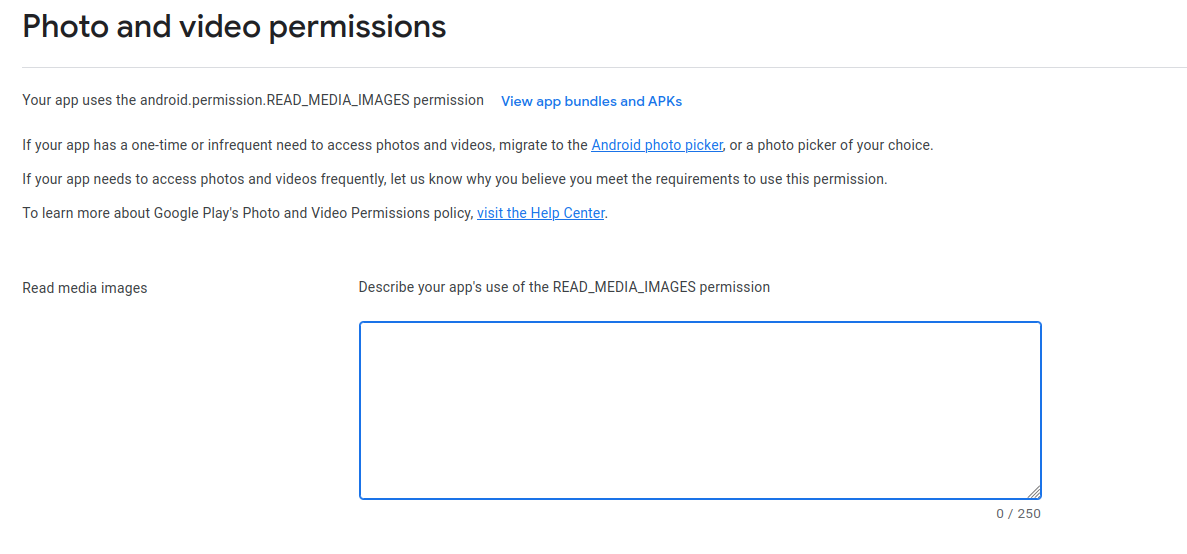 Photo and video permissions
Your app uses the android.permission.READ_MEDIA_IMAGES permission View app bundles and APKs
If your app has a one-time or infrequent need to access photos and videos, migrate to the Android photo picker, or a photo picker of your choice.
If your app needs to access photos and videos frequently, let us know why you believe you meet the requirements to use this permission.
To learn more about Google Play's Photo and Video Permissions policy, visit the Help Center.
Read media images
Describe your app's use of the READ_MEDIA_IMAGES permission
0 / 250